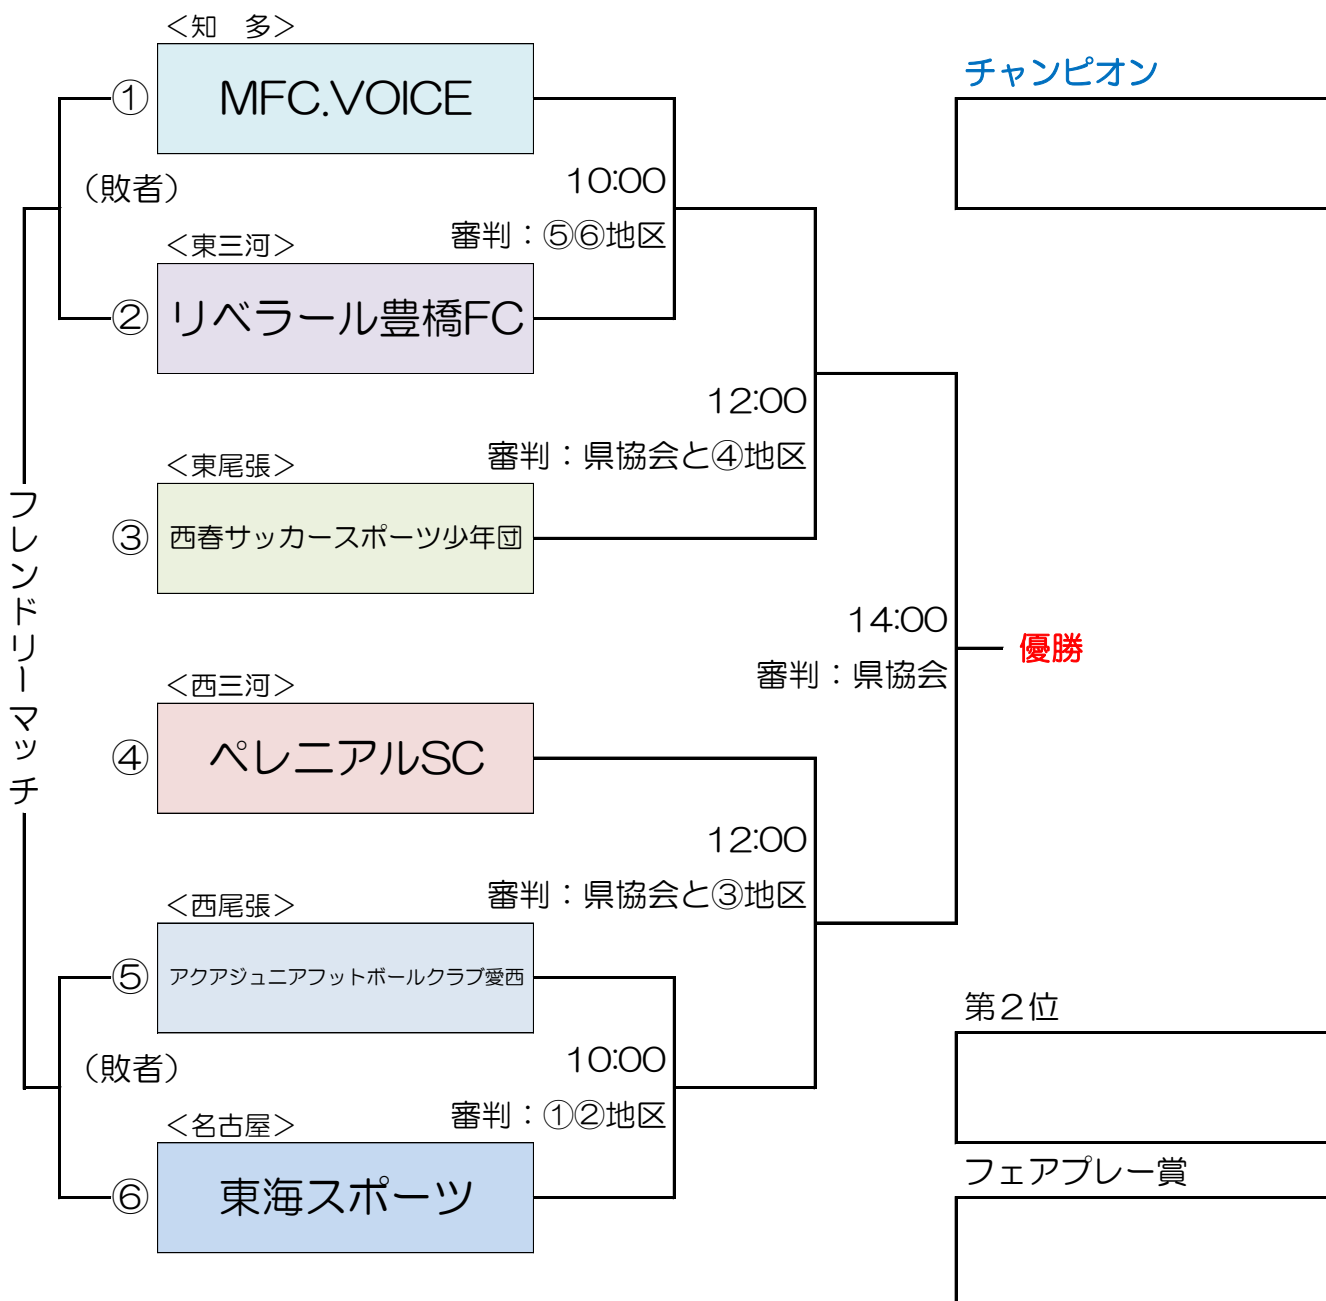 ＜知　多＞
チャンピオン
① MFC.VOICE
（敗者）
10:00
審判：⑤⑥地区
＜東三河＞
② リベラール豊橋FC
12:00
審判：県協会と④地区
＜東尾張＞
③ 西春サッカースポーツ少年団
フレンドリーマッチ
14:00
審判：県協会
優勝
＜西三河＞
④ ペレニアルSC
12:00
審判：県協会と③地区
＜西尾張＞
⑤ アクアジュニアフットボールクラブ愛西
（敗者）
10:00
審判：①②地区
＜名古屋＞
⑥ 東海スポーツ
第２位
フェアプレー賞